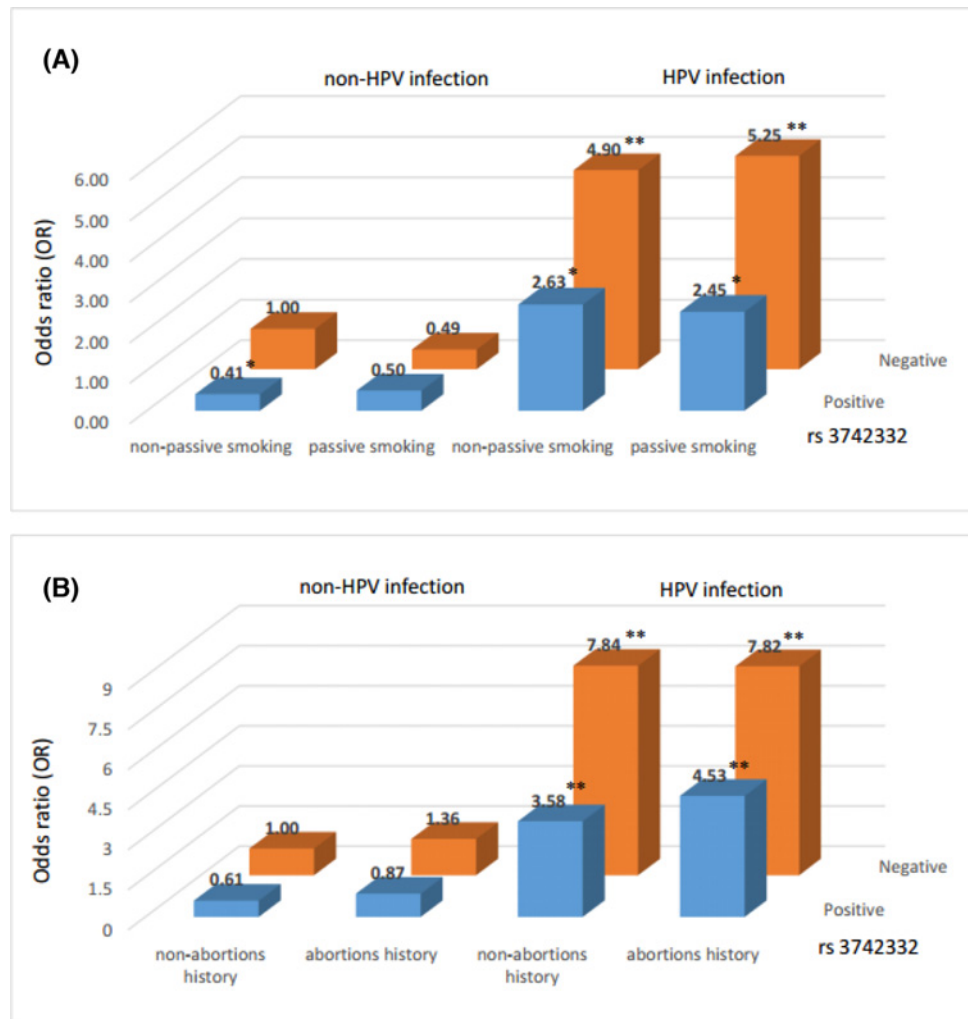 (A)
non-HPV infection HPV infection
Odds ratio (OR)
6.00
5.00
4.00
3.00
2.00
1.00
0.00
1.00
0.49
4.90 **
5.25 **
0.41 *
0.50
2.63 *
2.45 *
Negative
Positive
rs 3742332
non-passive smoking passive smoking non-passive smoking passive smoking
(B)
non-HPV infection HPV infection
Odds ratio (OR)
9
7.5
6
4.5
3
1.5
0
1.00
1.36
7.84 **
7.82 **
0.61
0.87
3.58 **
4.53 **
Negative
Positive
rs 3742332
non-abortions abortions history non-abortions abortions history
history history